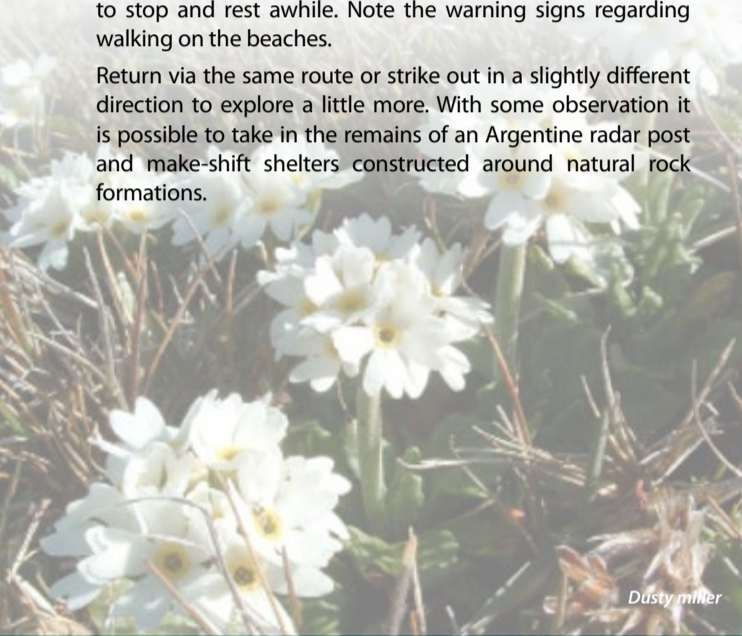 to stop and rest awhile. Note the warning signs regarding
walking on the beaches.
Return via the same route or strike out in a slightly different
direction to explore a little more. With some observation it
is possible to take in the remains of an Argentine radar post
and make-shift shelters constructed around natural rock
formations.
Dusty miller